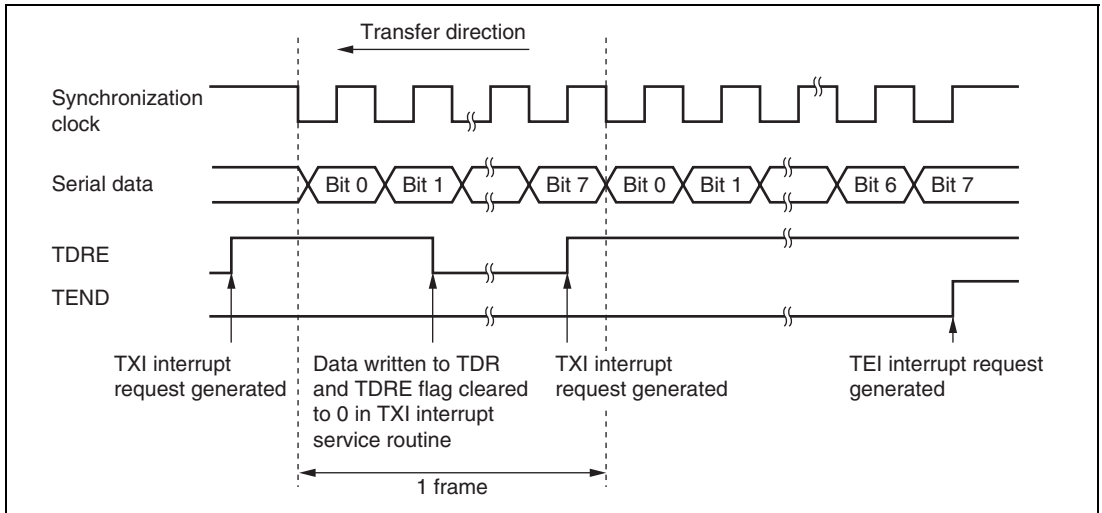 Transfer direction
Synchronization
clock
Serial data
Bit 0 Bit 1 Bit 7 Bit 0 Bit 1 Bit 6 Bit 7
TDRE
TEND
TXI interrupt
request generated
Data written to TDR
and TDRE flag cleared
to 0 in TXI interrupt
service routine
TXI interrupt
request generated
TEI interrupt request
generated
1 frame